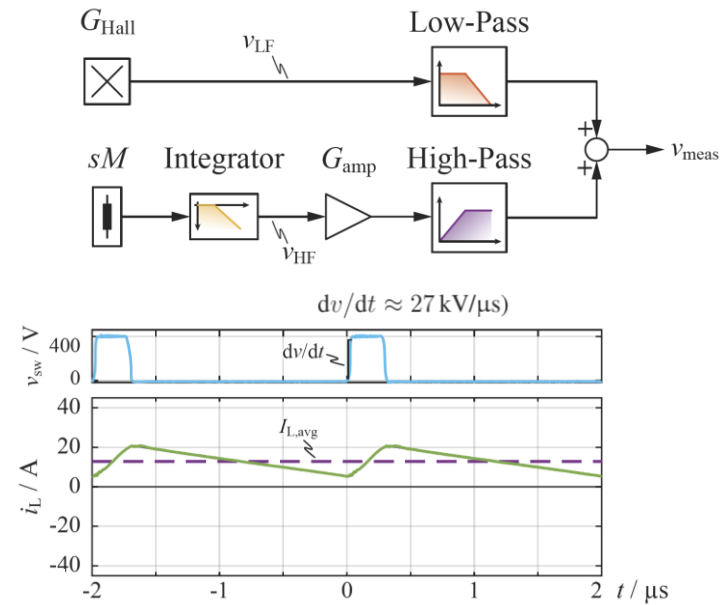 G_Hall
Low-Pass
v_LF
+
sM
Integrator
G_amp
High-Pass
+
v_meas
v_HF
dv/dt ≈ 27 kV/μs)
v_sw / V
400
0
dv/dt
i_L / A
40
20
0
-20
-40
I_L,avg
-2
-1
0
1
2
t / μs